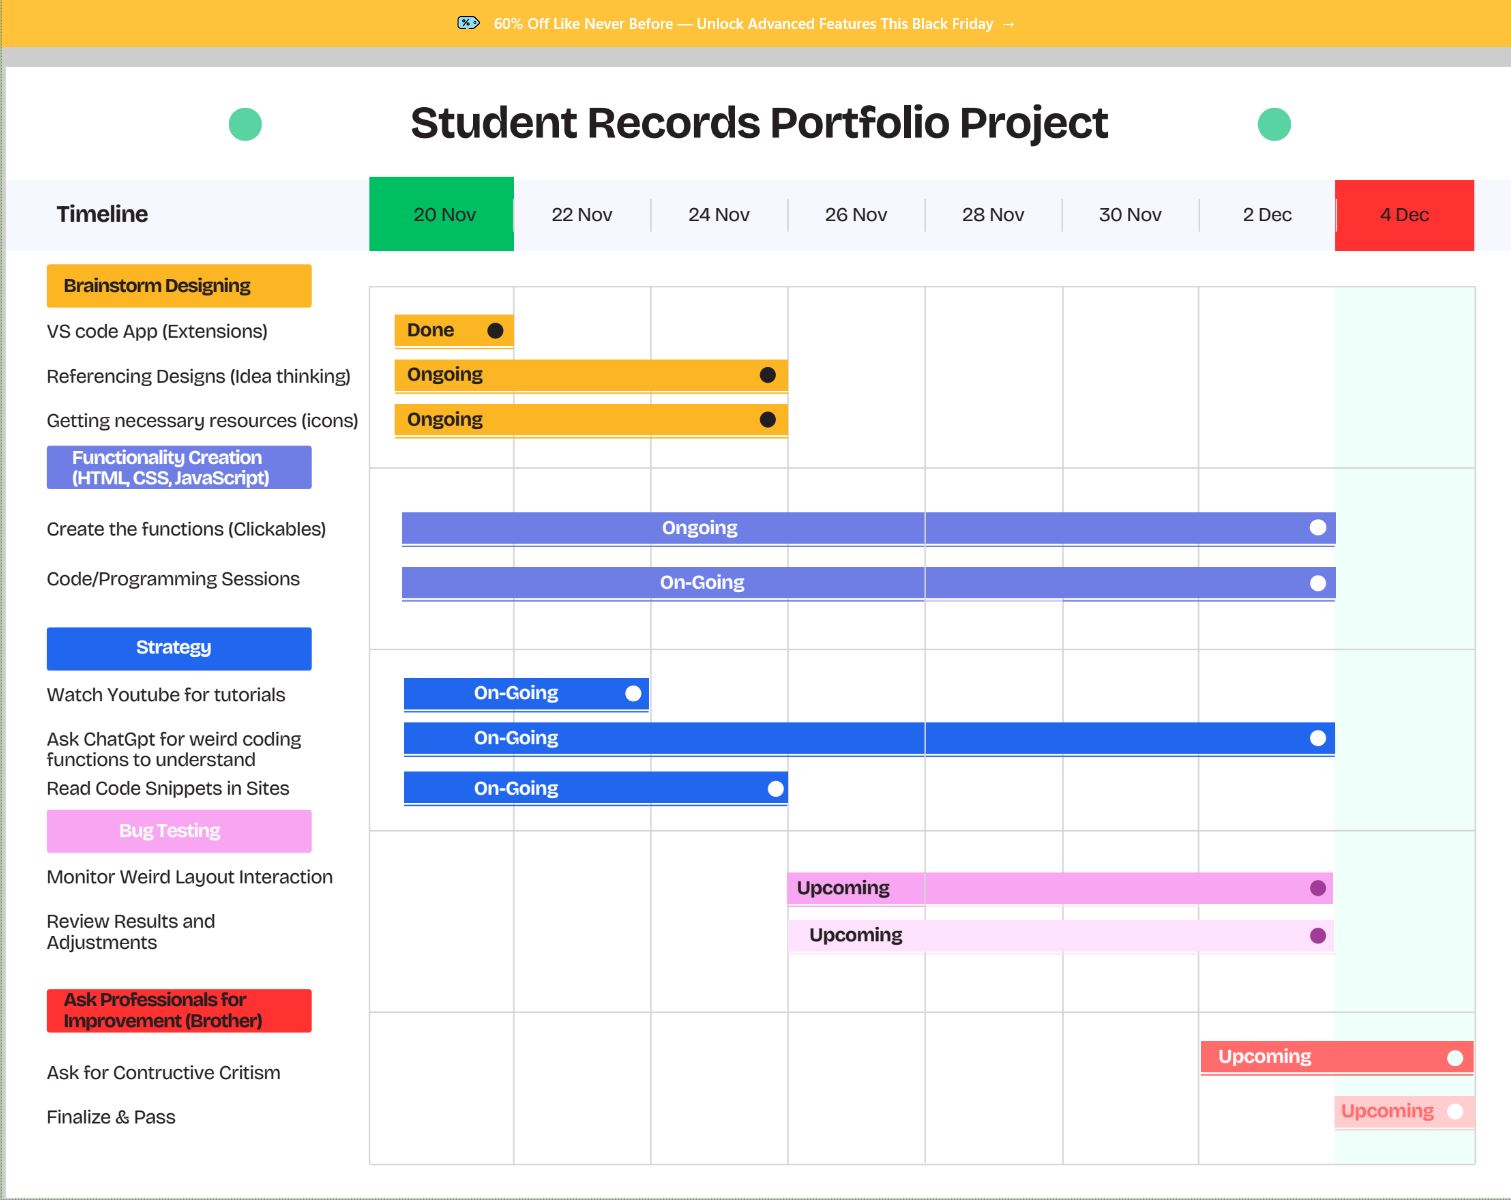 60% Off Like Never Before — Unlock Advanced Features This Black Friday →
Student Records Portfolio Project
Timeline
20 Nov
22 Nov
24 Nov
26 Nov
28 Nov
30 Nov
2 Dec
4 Dec
Brainstorm Designing
VS code App (Extensions)
Done
Referencing Designs (Idea thinking)
Ongoing
Getting necessary resources (icons)
Ongoing
Functionality Creation
(HTML, CSS, JavaScript)
Create the functions (Clickables)
Ongoing
Code/Programming Sessions
On-Going
Strategy
Watch Youtube for tutorials
On-Going
Ask ChatGpt for weird coding
functions to understand
On-Going
Read Code Snippets in Sites
On-Going
Bug Testing
Monitor Weird Layout Interaction
Upcoming
Review Results and
Adjustments
Upcoming
Ask Professionals for
Improvement (Brother)
Ask for Contructive Critism
Upcoming
Finalize & Pass
Upcoming